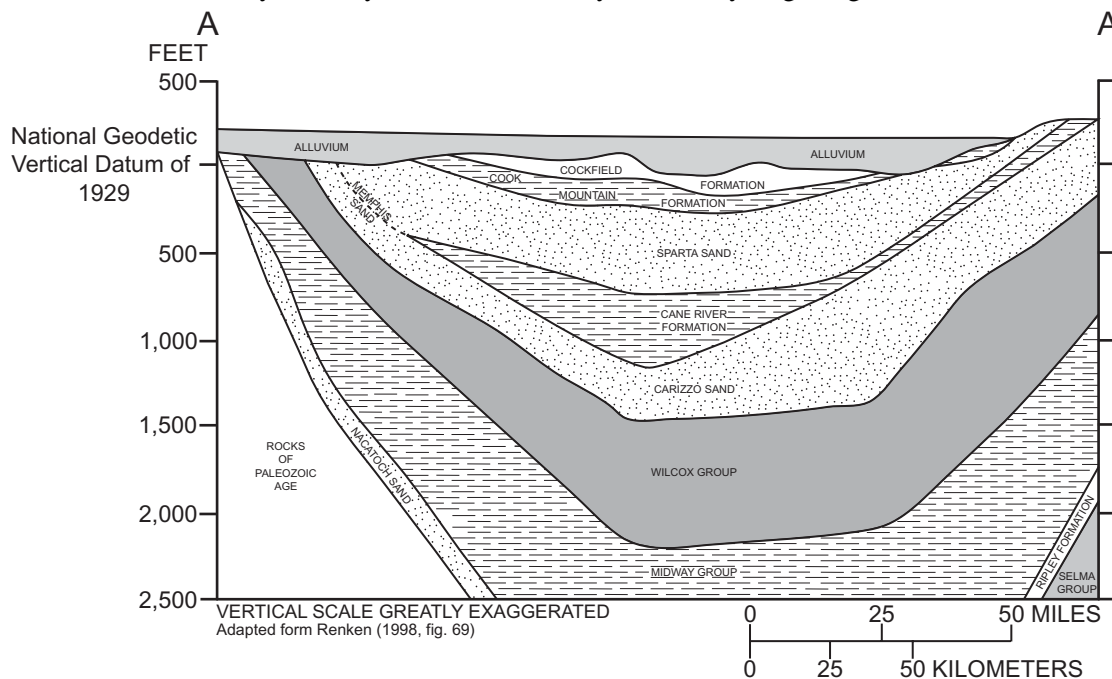 A
A
FEET
500
National Geodetic
Vertical Datum of
1929
500
1,000
1,500
2,000
2,500
ALLUVIUM
ALLUVIUM
COCKFIELD
FORMATION
COOK
MOUNTAIN
FORMATION
MEMPHIS
SAND
SPARTA SAND
CANE RIVER
FORMATION
CARIZZO SAND
WILCOX GROUP
ROCKS
OF
PALEOZOIC
AGE
NACATOCH SAND
MIDWAY GROUP
RIPLEY FORMATION
SELMA
GROUP
VERTICAL SCALE GREATLY EXAGGERATED
Adapted form Renken (1998, fig. 69)
0 25 50 MILES
0 25 50 KILOMETERS